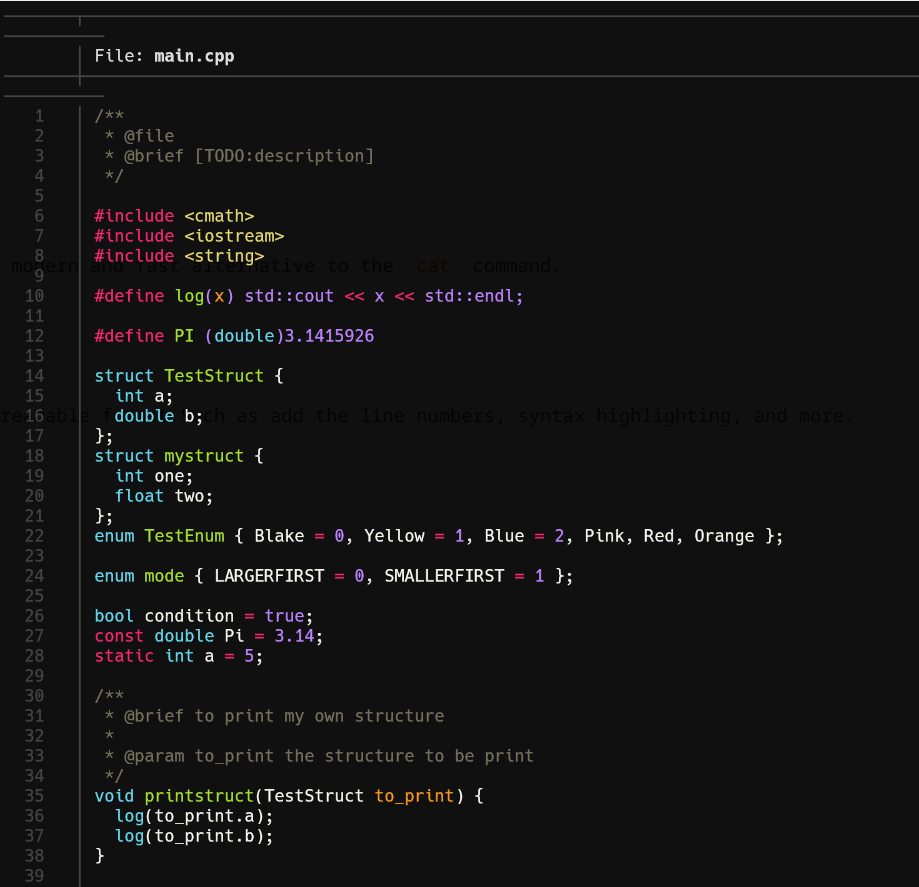 File: main.cpp
1 /**
2  * @file
3  * @brief [TODO:description]
4  */
5
6 #include <cmath>
7 #include <iostream>
8 #include <string>
modern and fast alternative to the `cat` command.
9
10 #define log(x) std::cout << x << std::endl;
11
12 #define PI (double)3.1415926
13
14 struct TestStruct {
15   int a;
16   double b;
as add the line numbers, syntax highlighting, and more.
17 };
18 struct mystruct {
19   int one;
20   float two;
21 };
22 enum TestEnum { Blake = 0, Yellow = 1, Blue = 2, Pink, Red, Orange };
23
24 enum mode { LARGERFIRST = 0, SMALLERFIRST = 1 };
25
26 bool condition = true;
27 const double Pi = 3.14;
28 static int a = 5;
29
30 /**
31  * @brief to print my own structure
32  *
33  * @param to_print the structure to be print
34  */
35 void printstruct(TestStruct to_print) {
36   log(to_print.a);
37   log(to_print.b);
38 }
39